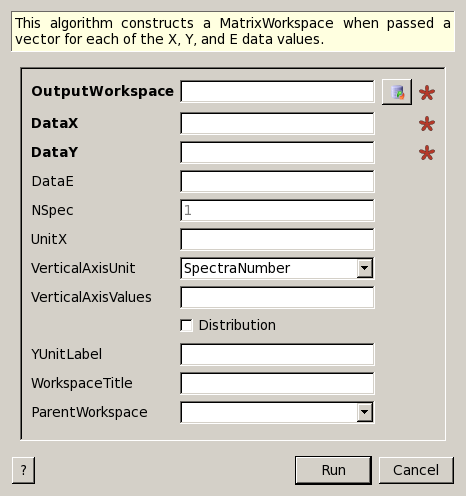 This algorithm constructs a MatrixWorkspace when passed a
vector for each of the X, Y, and E data values.
OutputWorkspace
DataX
DataY
DataE
NSpec 1
UnitX
VerticalAxisUnit SpectraNumber
VerticalAxisValues
Distribution
YUnitLabel
WorkspaceTitle
ParentWorkspace
? Run Cancel